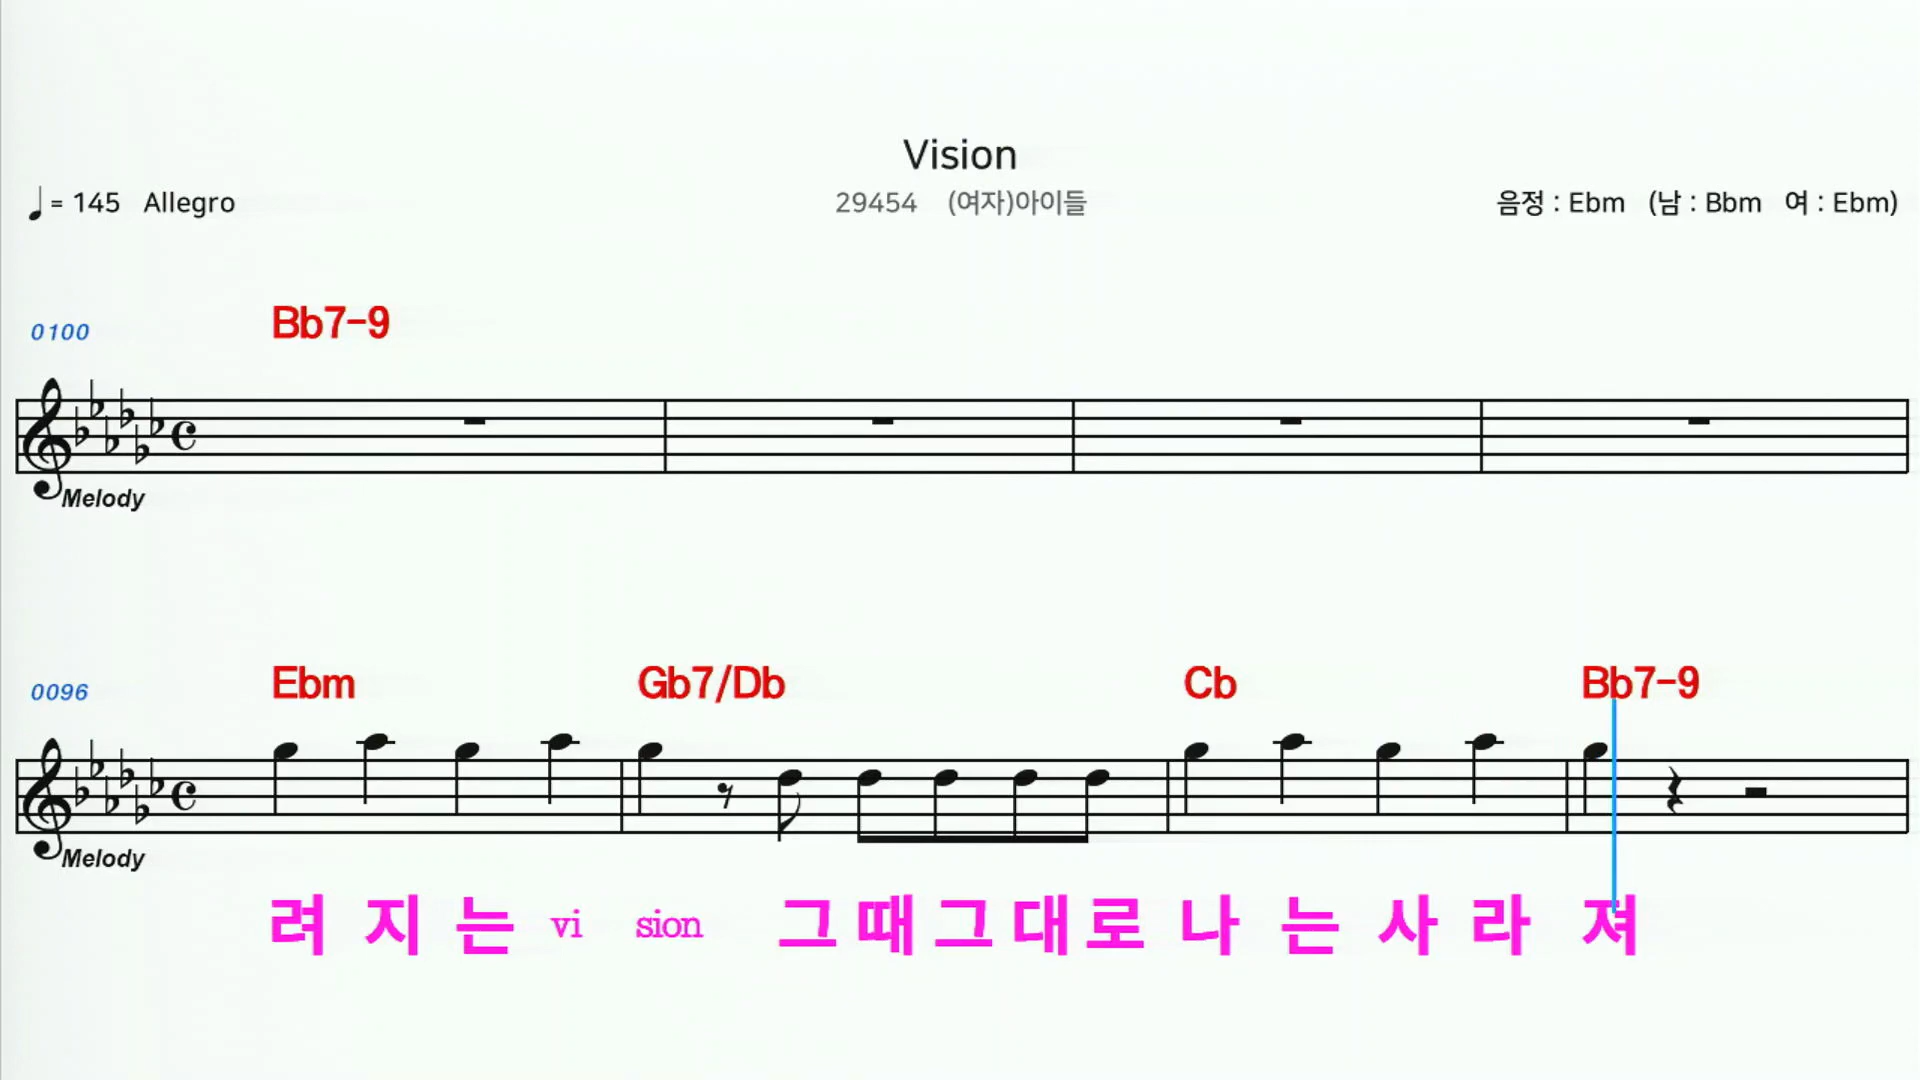 Vision
♩ = 145 Allegro 29454 (여자)아이들 음정 : Ebm (남 : Bbm 여 : Ebm)
0100 Bb7-9
Melody
0096 Ebm Gb7/Db Cb Bb7-9
Melody
려 지 는 vi sion 그 때 그 대 로 나 는 사 라 져